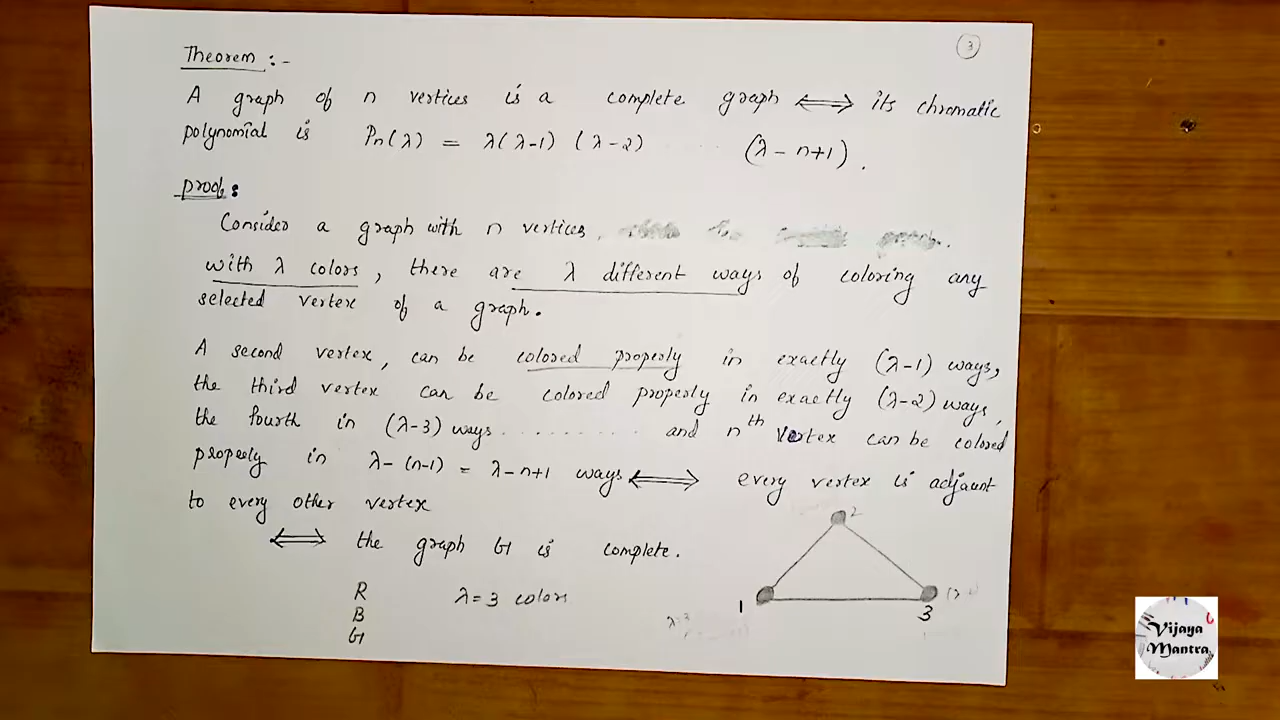 3
Theorem :-
A graph of n vertices is a complete graph ⟺ its chromatic
polynomial is Pn(λ) = λ(λ-1) (λ-2) ..... (λ-n+1).
proof:
Consider a graph with n vertices.
with λ colors, there are λ different ways of coloring any
selected vertex of a graph.
A second vertex, can be colored properly in exactly (λ-1) ways,
the third vertex can be colored properly in exactly (λ-2) ways,
the fourth in (λ-3) ways .......... and nth vertex can be colored
properly in λ-(n-1) = λ-n+1 ways ⟺ every vertex is adjaunt
to every other vertex
⟺ the graph G is complete.
2
R λ=3 colors
1 3
B
G
Vijaya
Mantra